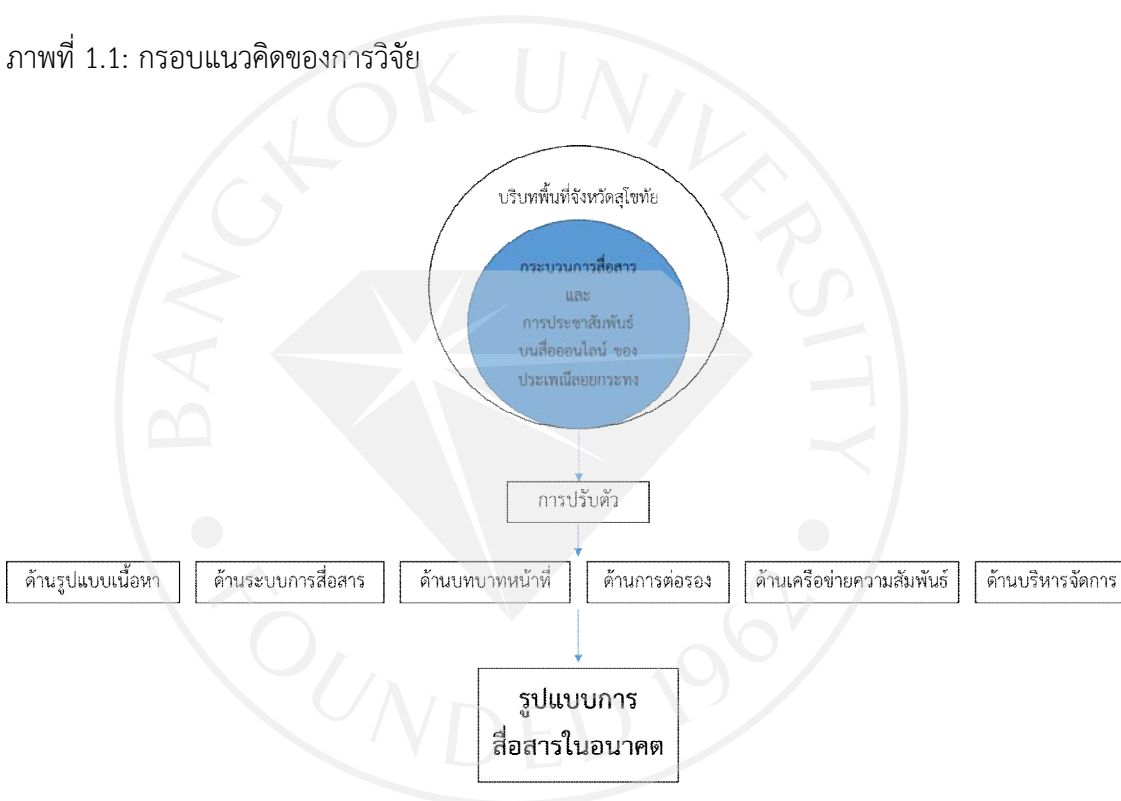 ภาพที่ 1.1: กรอบแนวคิดของการวิจัย
บริบทพื้นที่จังหวัดสุโขทัย
กระบวนการสื่อสาร
และ
การประชาสัมพันธ์
บนสื่อออนไลน์ ของ
ประเพณีลอยกระทง
การปรับตัว
ด้านรูปแบบเนื้อหา
ด้านระบบการสื่อสาร
ด้านบทบาทหน้าที่
ด้านการต่อรอง
ด้านเครือข่ายความสัมพันธ์
ด้านบริหารจัดการ
รูปแบบการ
สื่อสารในอนาคต
BANGKOK UNIVERSITY
FOUNDED 1962